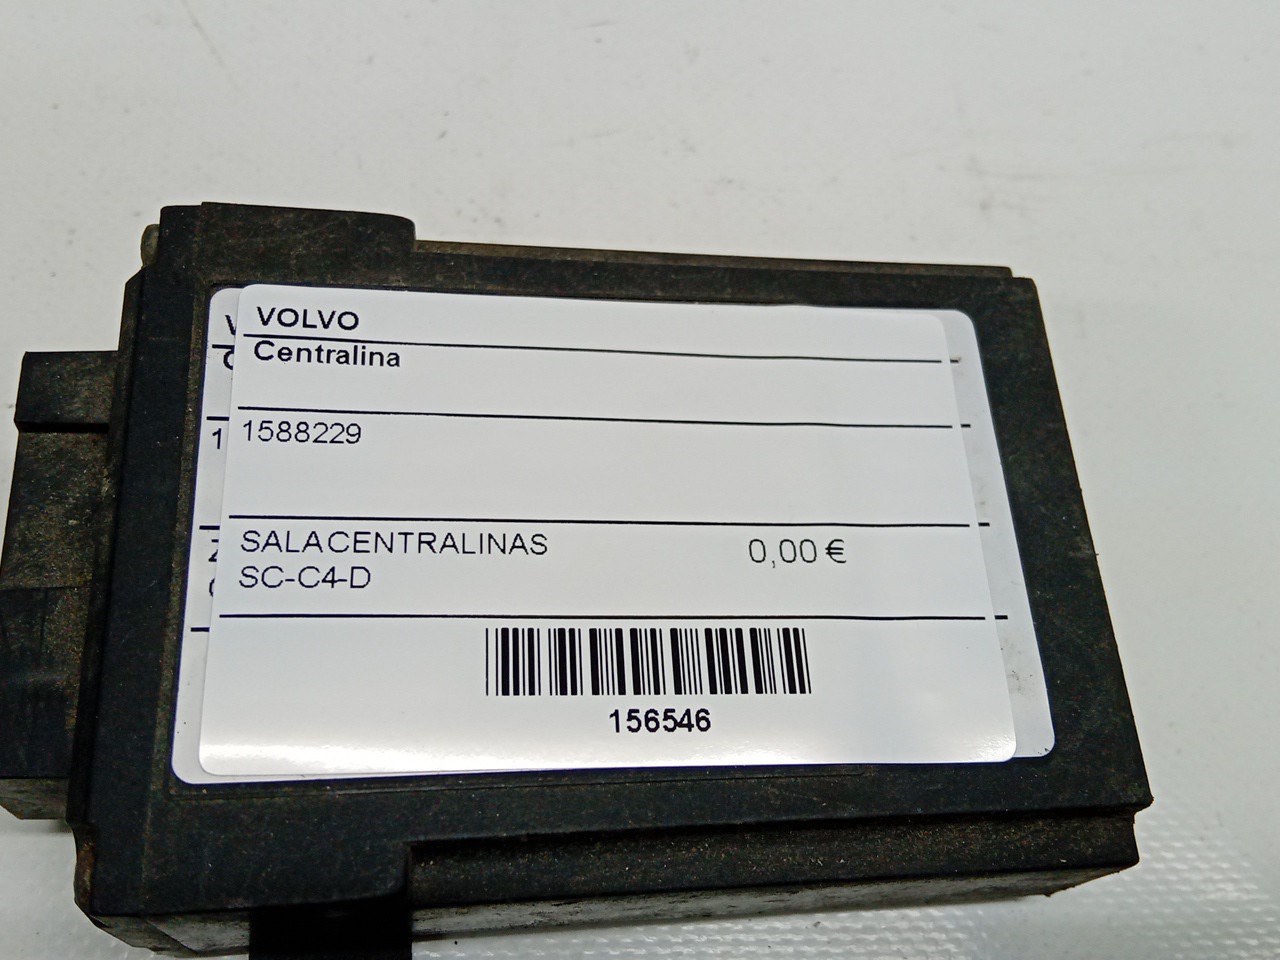 VOLVO
Centralina
1588229
SALACENTRALINAS 0,00 €
SC-C4-D
156546